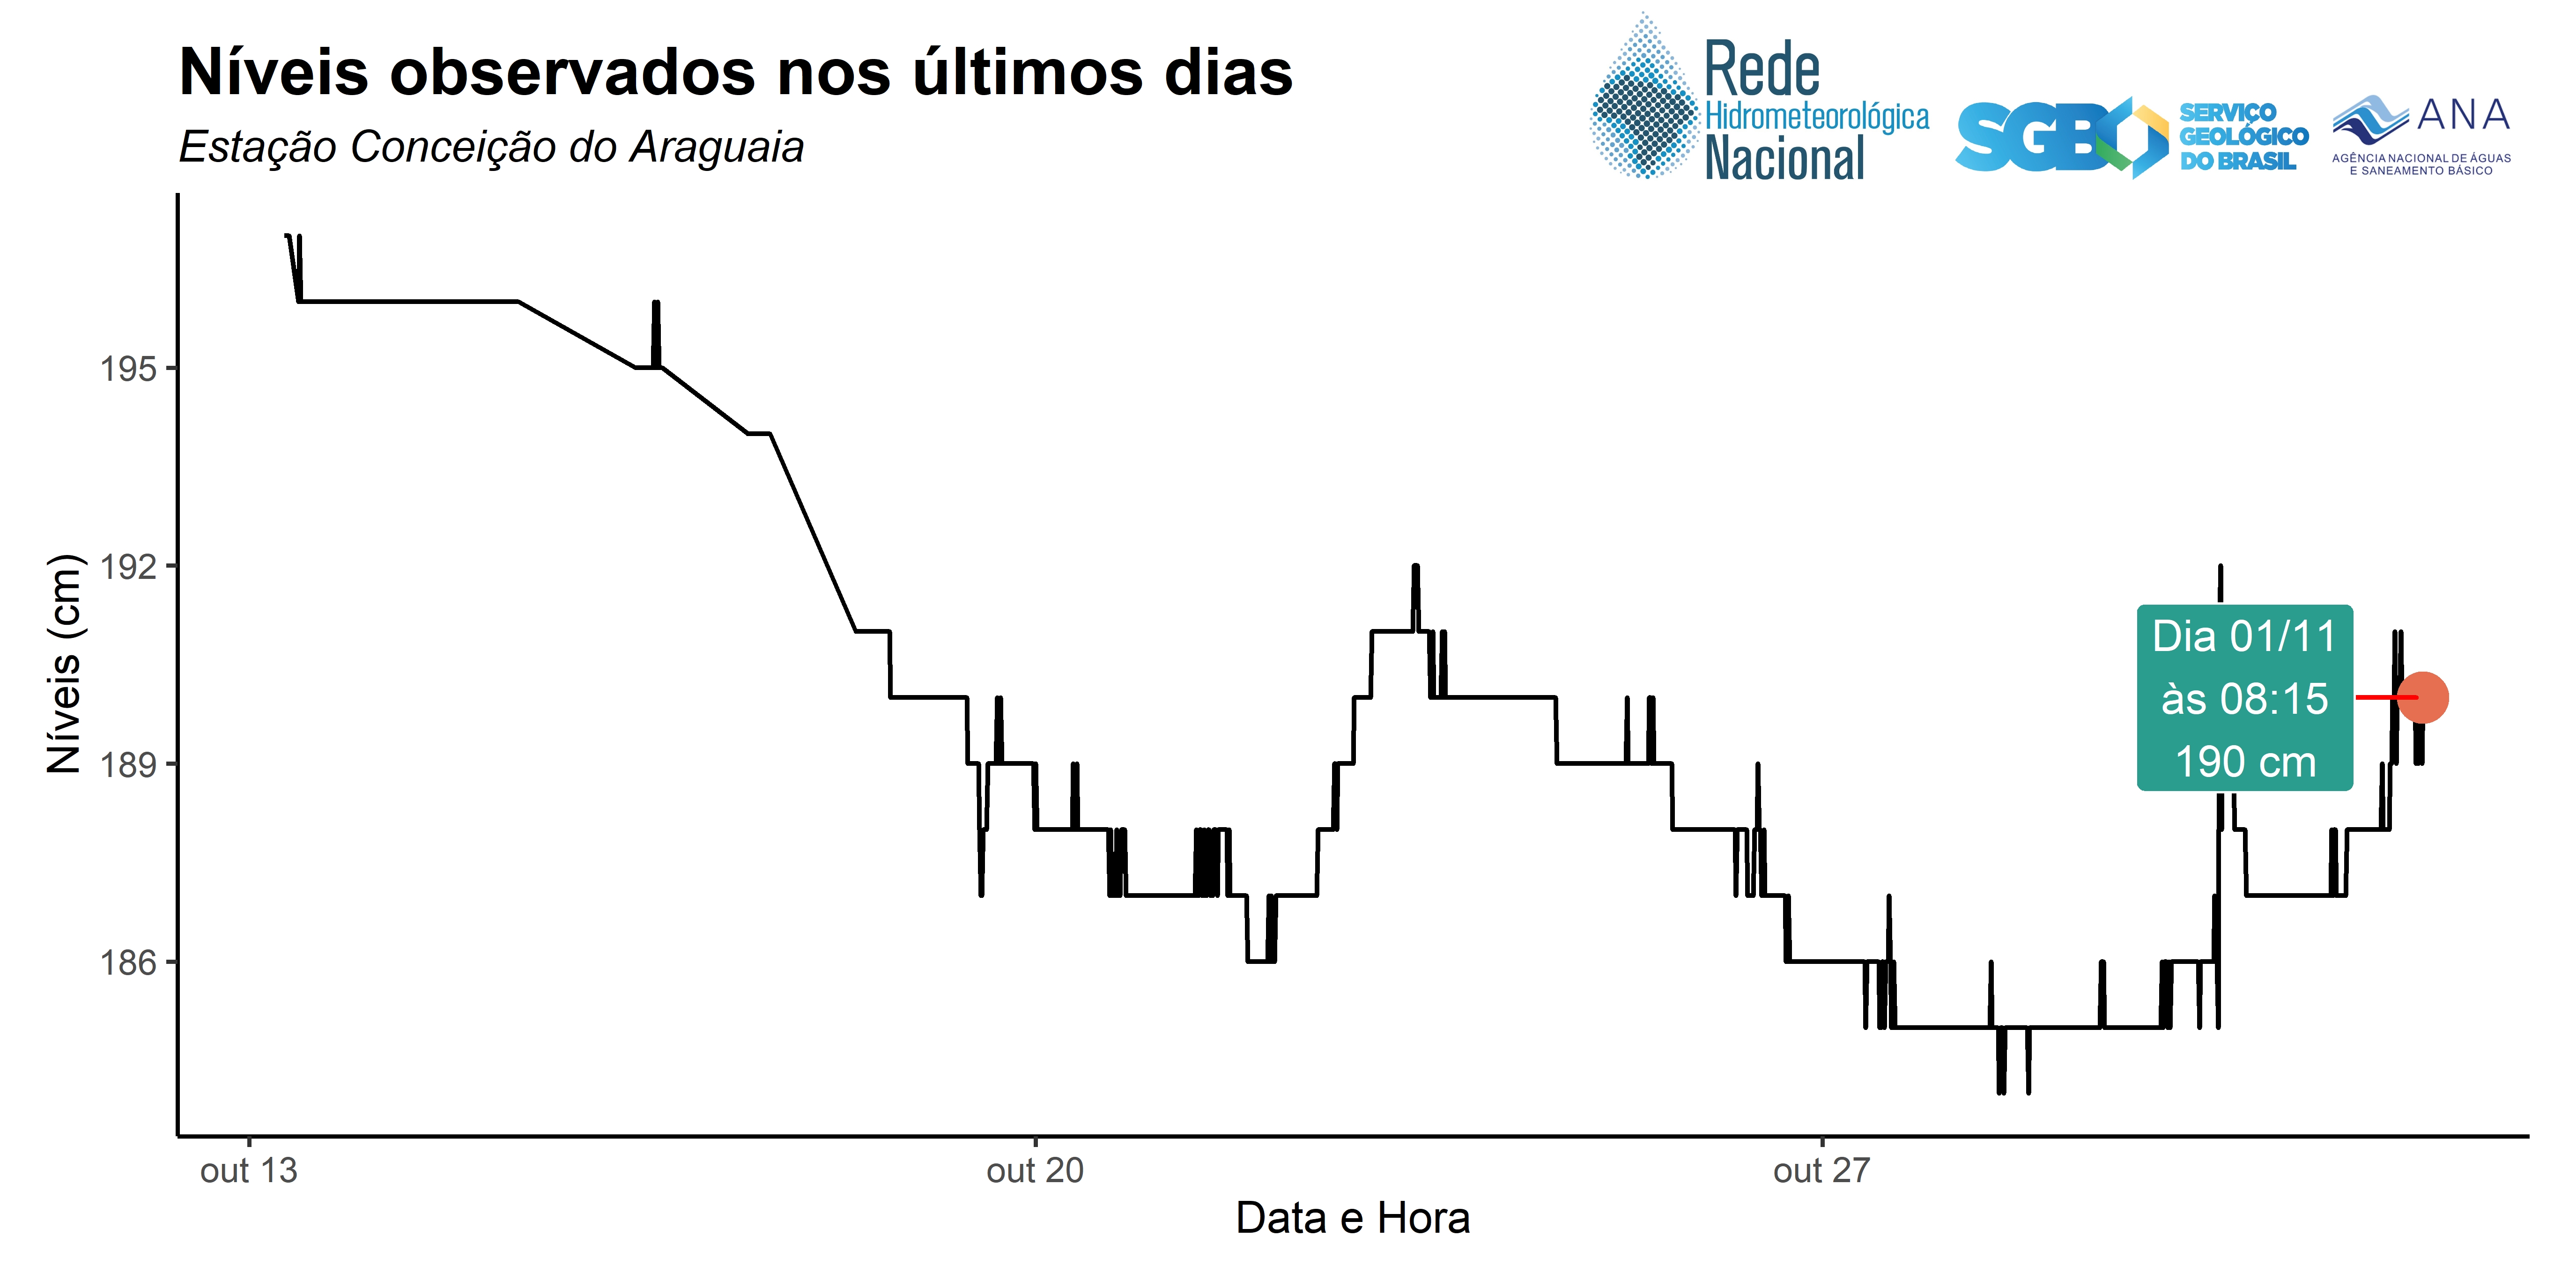 Níveis observados nos últimos dias
Estação Conceição do Araguaia
Rede
Hidrometeorológica
Nacional
SGB
SERVIÇO
GEOLÓGICO
DO BRASIL
ANA
AGÊNCIA NACIONAL DE ÁGUAS
E SANEAMENTO BÁSICO
Níveis (cm)
195
192
189
186
Dia 01/11
às 08:15
190 cm
out 13
out 20
out 27
Data e Hora